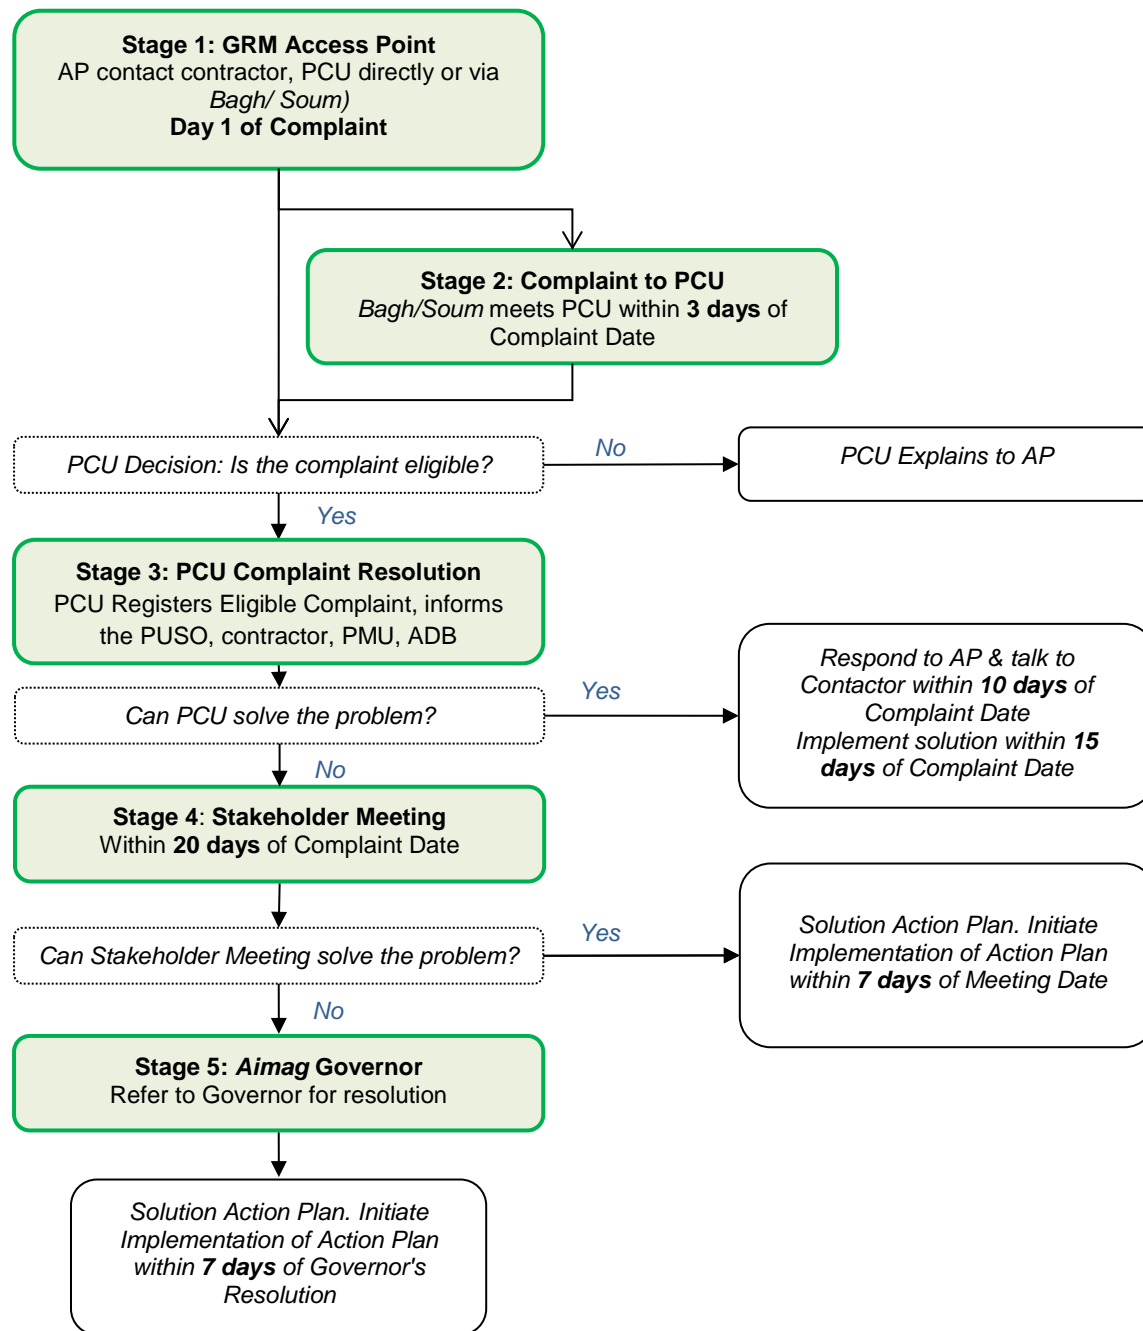 Stage 1: GRM Access Point
AP contact contractor, PCU directly or via
Bagh/ Soum)
Day 1 of Complaint
Stage 2: Complaint to PCU
Bagh/Soum meets PCU within 3 days of
Complaint Date
PCU Decision: Is the complaint eligible?
No
PCU Explains to AP
Yes
Stage 3: PCU Complaint Resolution
PCU Registers Eligible Complaint, informs
the PUSO, contractor, PMU, ADB
Can PCU solve the problem?
Yes
Respond to AP & talk to
Contactor within 10 days of
Complaint Date
Implement solution within 15
days of Complaint Date
No
Stage 4: Stakeholder Meeting
Within 20 days of Complaint Date
Can Stakeholder Meeting solve the problem?
Yes
Solution Action Plan. Initiate
Implementation of Action Plan
within 7 days of Meeting Date
No
Stage 5: Aimag Governor
Refer to Governor for resolution
Solution Action Plan. Initiate
Implementation of Action Plan
within 7 days of Governor's
Resolution